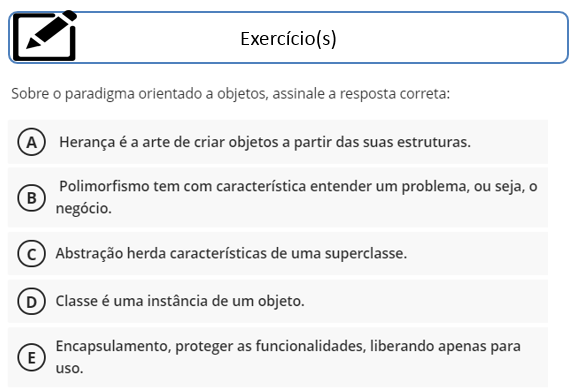 Exercício(s)
Sobre o paradigma orientado a objetos, assinale a resposta correta:
A Herança é a arte de criar objetos a partir das suas estruturas.
B Polimorfismo tem com característica entender um problema, ou seja, o
negócio.
C Abstração herda características de uma superclasse.
D Classe é uma instância de um objeto.
E Encapsulamento, proteger as funcionalidades, liberando apenas para
uso.